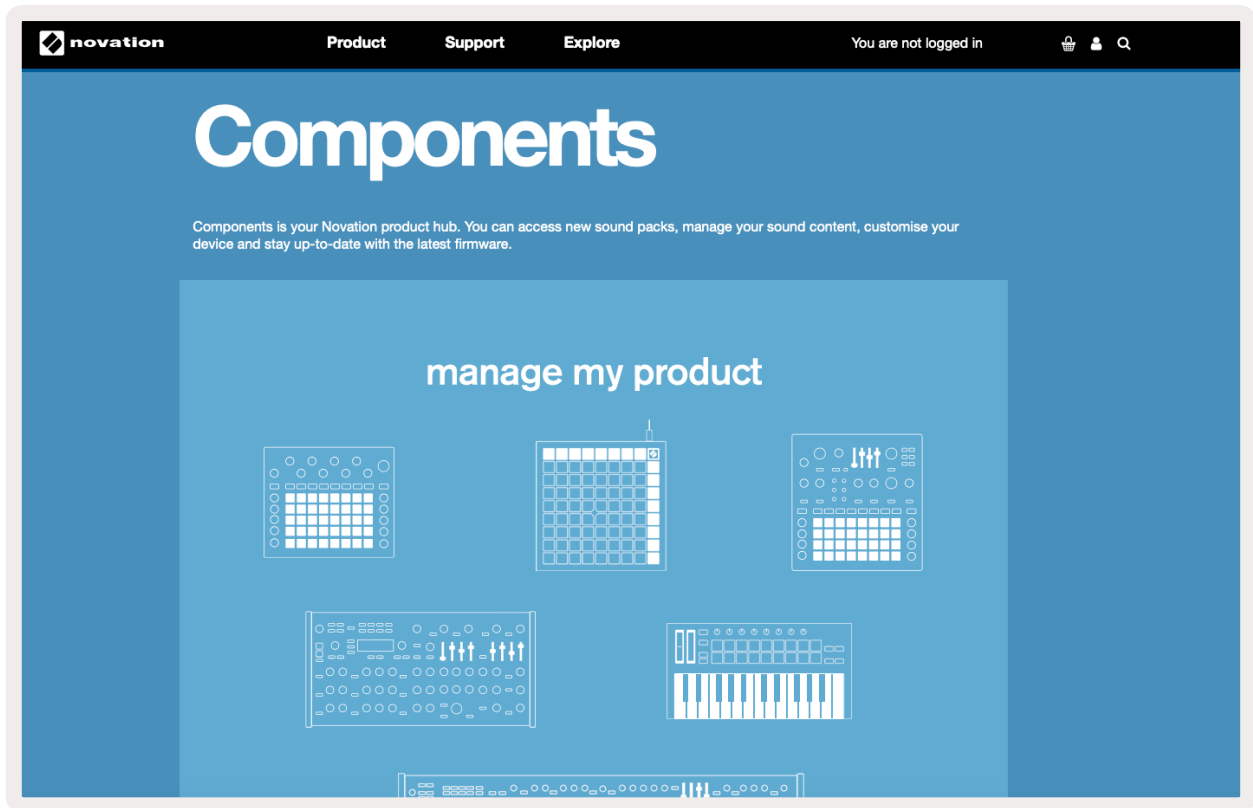 novation
Product
Support
Explore
You are not logged in
Components
Components is your Novation product hub. You can access new sound packs, manage your sound content, customise your
device and stay up-to-date with the latest firmware.
manage my product